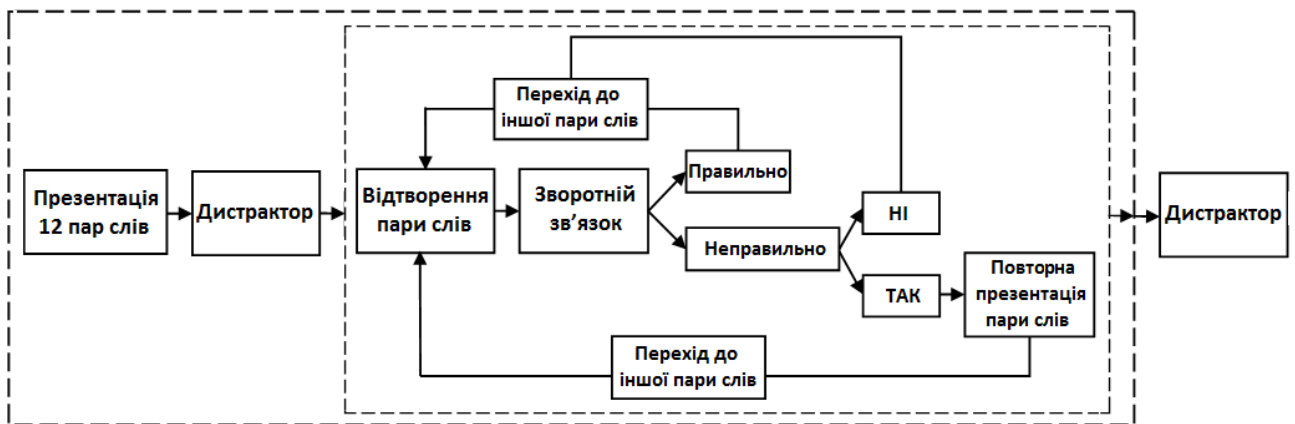 Презентація
12 пар слів
Дистрактор
Перехід до
іншої пари слів
Відтворення
пари слів
Зворотній
зв’язок
Правильно
Неправильно
НІ
ТАК
Повторна
презентація
пари слів
Перехід до
іншої пари слів
Дистрактор